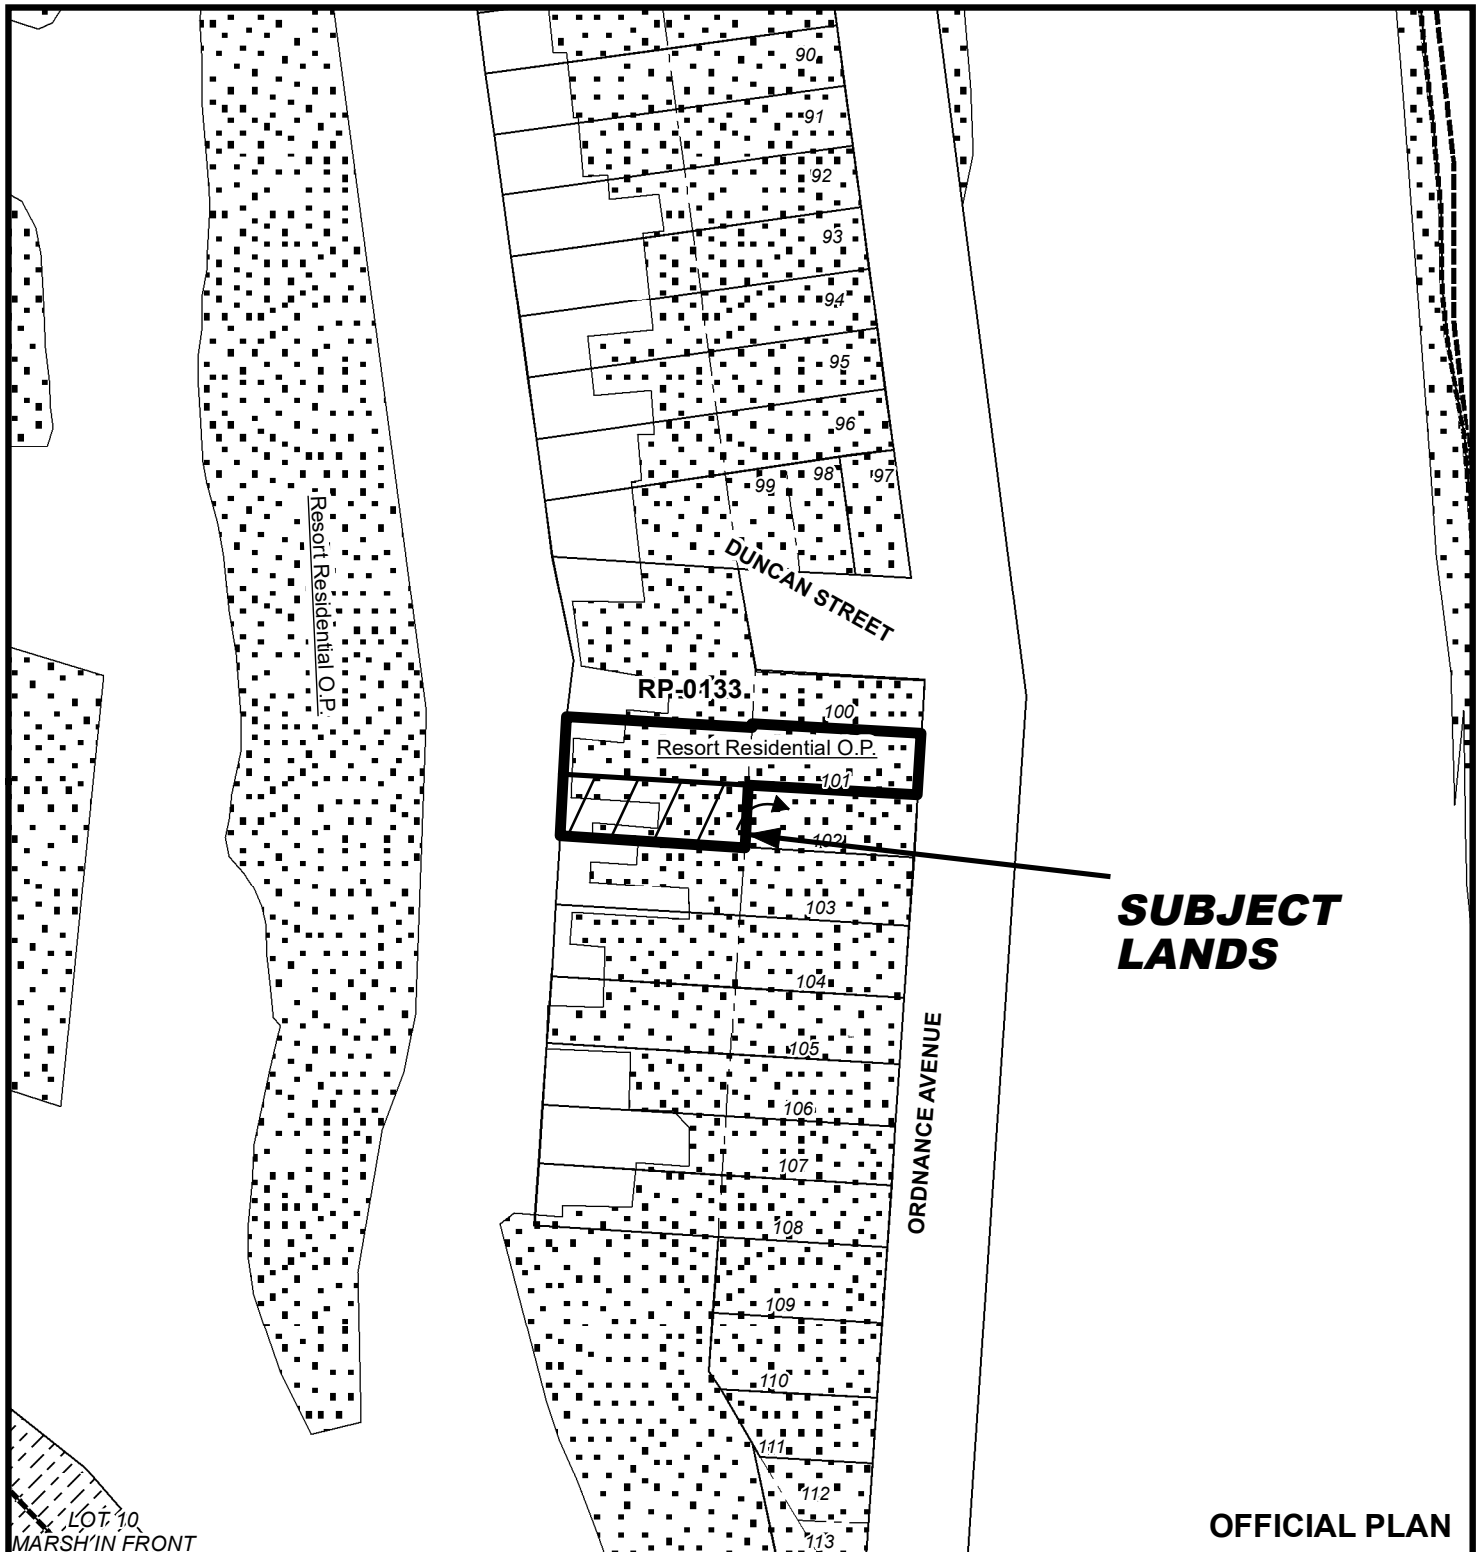 90
91
92
93
94
95
96
97
98
99
DUNCAN STREET
Resort Residential O.P.
RP-0133
100
Resort Residential O.P.
101
102
SUBJECT
LANDS
103
104
105
106
107
108
ORDNANCE AVENUE
109
110
111
112
113
LOT 10
MARSH IN FRONT
OFFICIAL PLAN